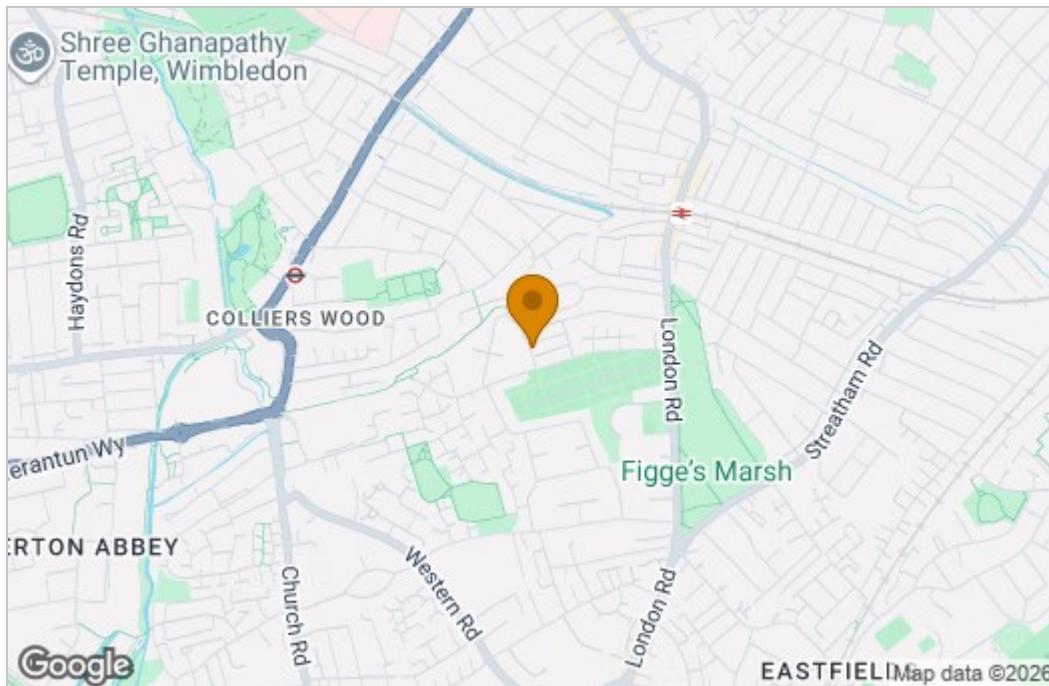 Shree Ghanapathy
Temple, Wimbledon
Haydons Rd
COLLIERS WOOD
London Rd
Streatham Rd
erantun Wy
Figge's Marsh
ERTON ABBEY
Church Rd
Western Rd
London Rd
EASTFIELDS
Google
Map data ©2026